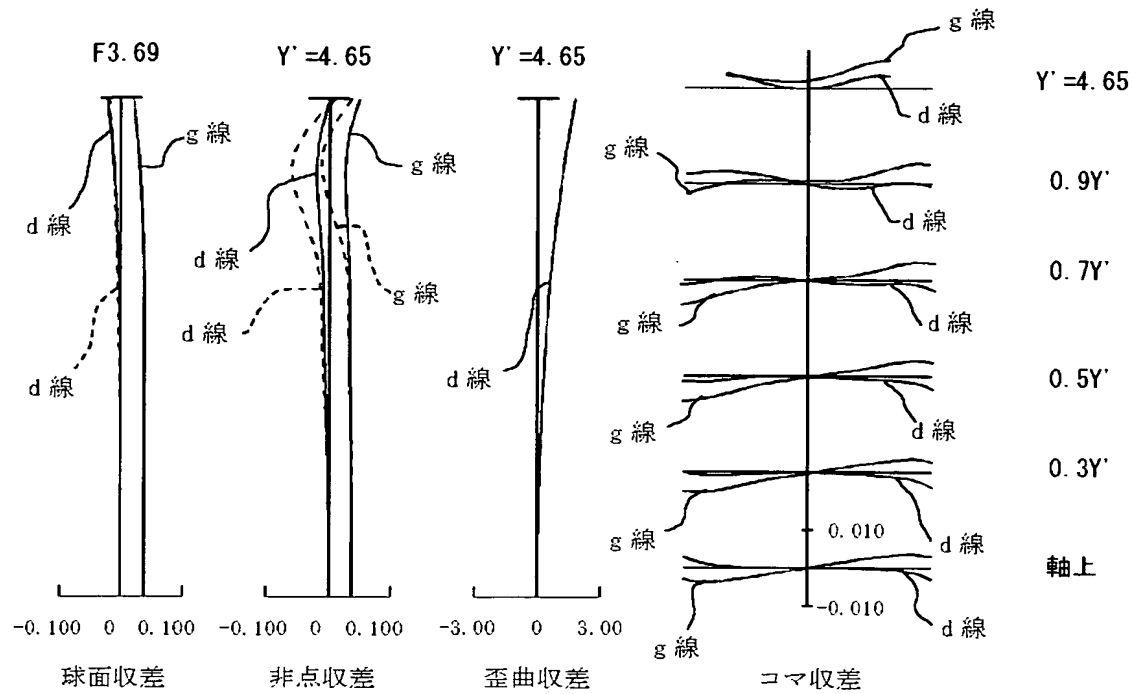 F3.69
g 線
d 線
d 線
-0.100 0 0.100
球面収差
Y'=4.65
g 線
d 線
g 線
d 線
-0.100 0 0.100
非点収差
Y'=4.65
d 線
-3.00 0 3.00
歪曲収差
g 線
Y'=4.65
d 線
g 線
0.9Y'
d 線
0.7Y'
g 線
d 線
0.5Y'
g 線
d 線
0.3Y'
g 線
0.010
d 線
軸上
-0.010
g 線
d 線
コマ収差